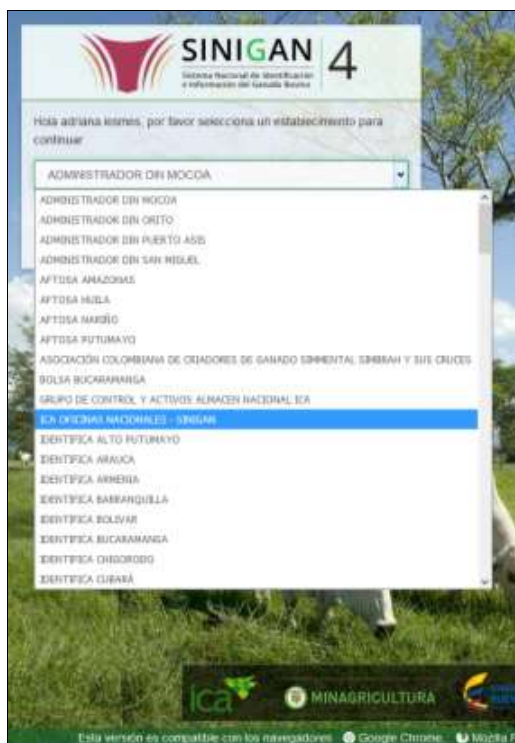 SINIGAN 4
Sistema Nacional de Identificación
e Información del Ganado Bovino
Hola adriana lesmes, por favor selecciona un establecimiento para
continuar
ADMINISTRADOR DIN MOCOA
ADMINISTRADOR DIN MOCOA
ADMINISTRADOR DIN ORITO
ADMINISTRADOR DIN PUERTO ASIS
ADMINISTRADOR DIN SAN MIGUEL
AFTOSA AMAZONAS
AFTOSA HUILA
AFTOSA NARIÑO
AFTOSA PUTUMAYO
ASOCIACIÓN COLOMBIANA DE CRIADORES DE GANADO SIMMENTAL SIMBRAH Y SUS CRUCES
BOLSA BUCARAMANGA
GRUPO DE CONTROL Y ACTIVOS ALMACEN NACIONAL ICA
ICA OFICINAS NACIONALES - SINIGAN
IDENTIFICA ALTO PUTUMAYO
IDENTIFICA ARAUCA
IDENTIFICA ARMENIA
IDENTIFICA BARRANQUILLA
IDENTIFICA BOLIVAR
IDENTIFICA BUCARAMANGA
IDENTIFICA CHIGORODO
IDENTIFICA CUBARÁ
ica
MINAGRICULTURA
Esta versión es compatible con los navegadores Google Chrome Mozilla F